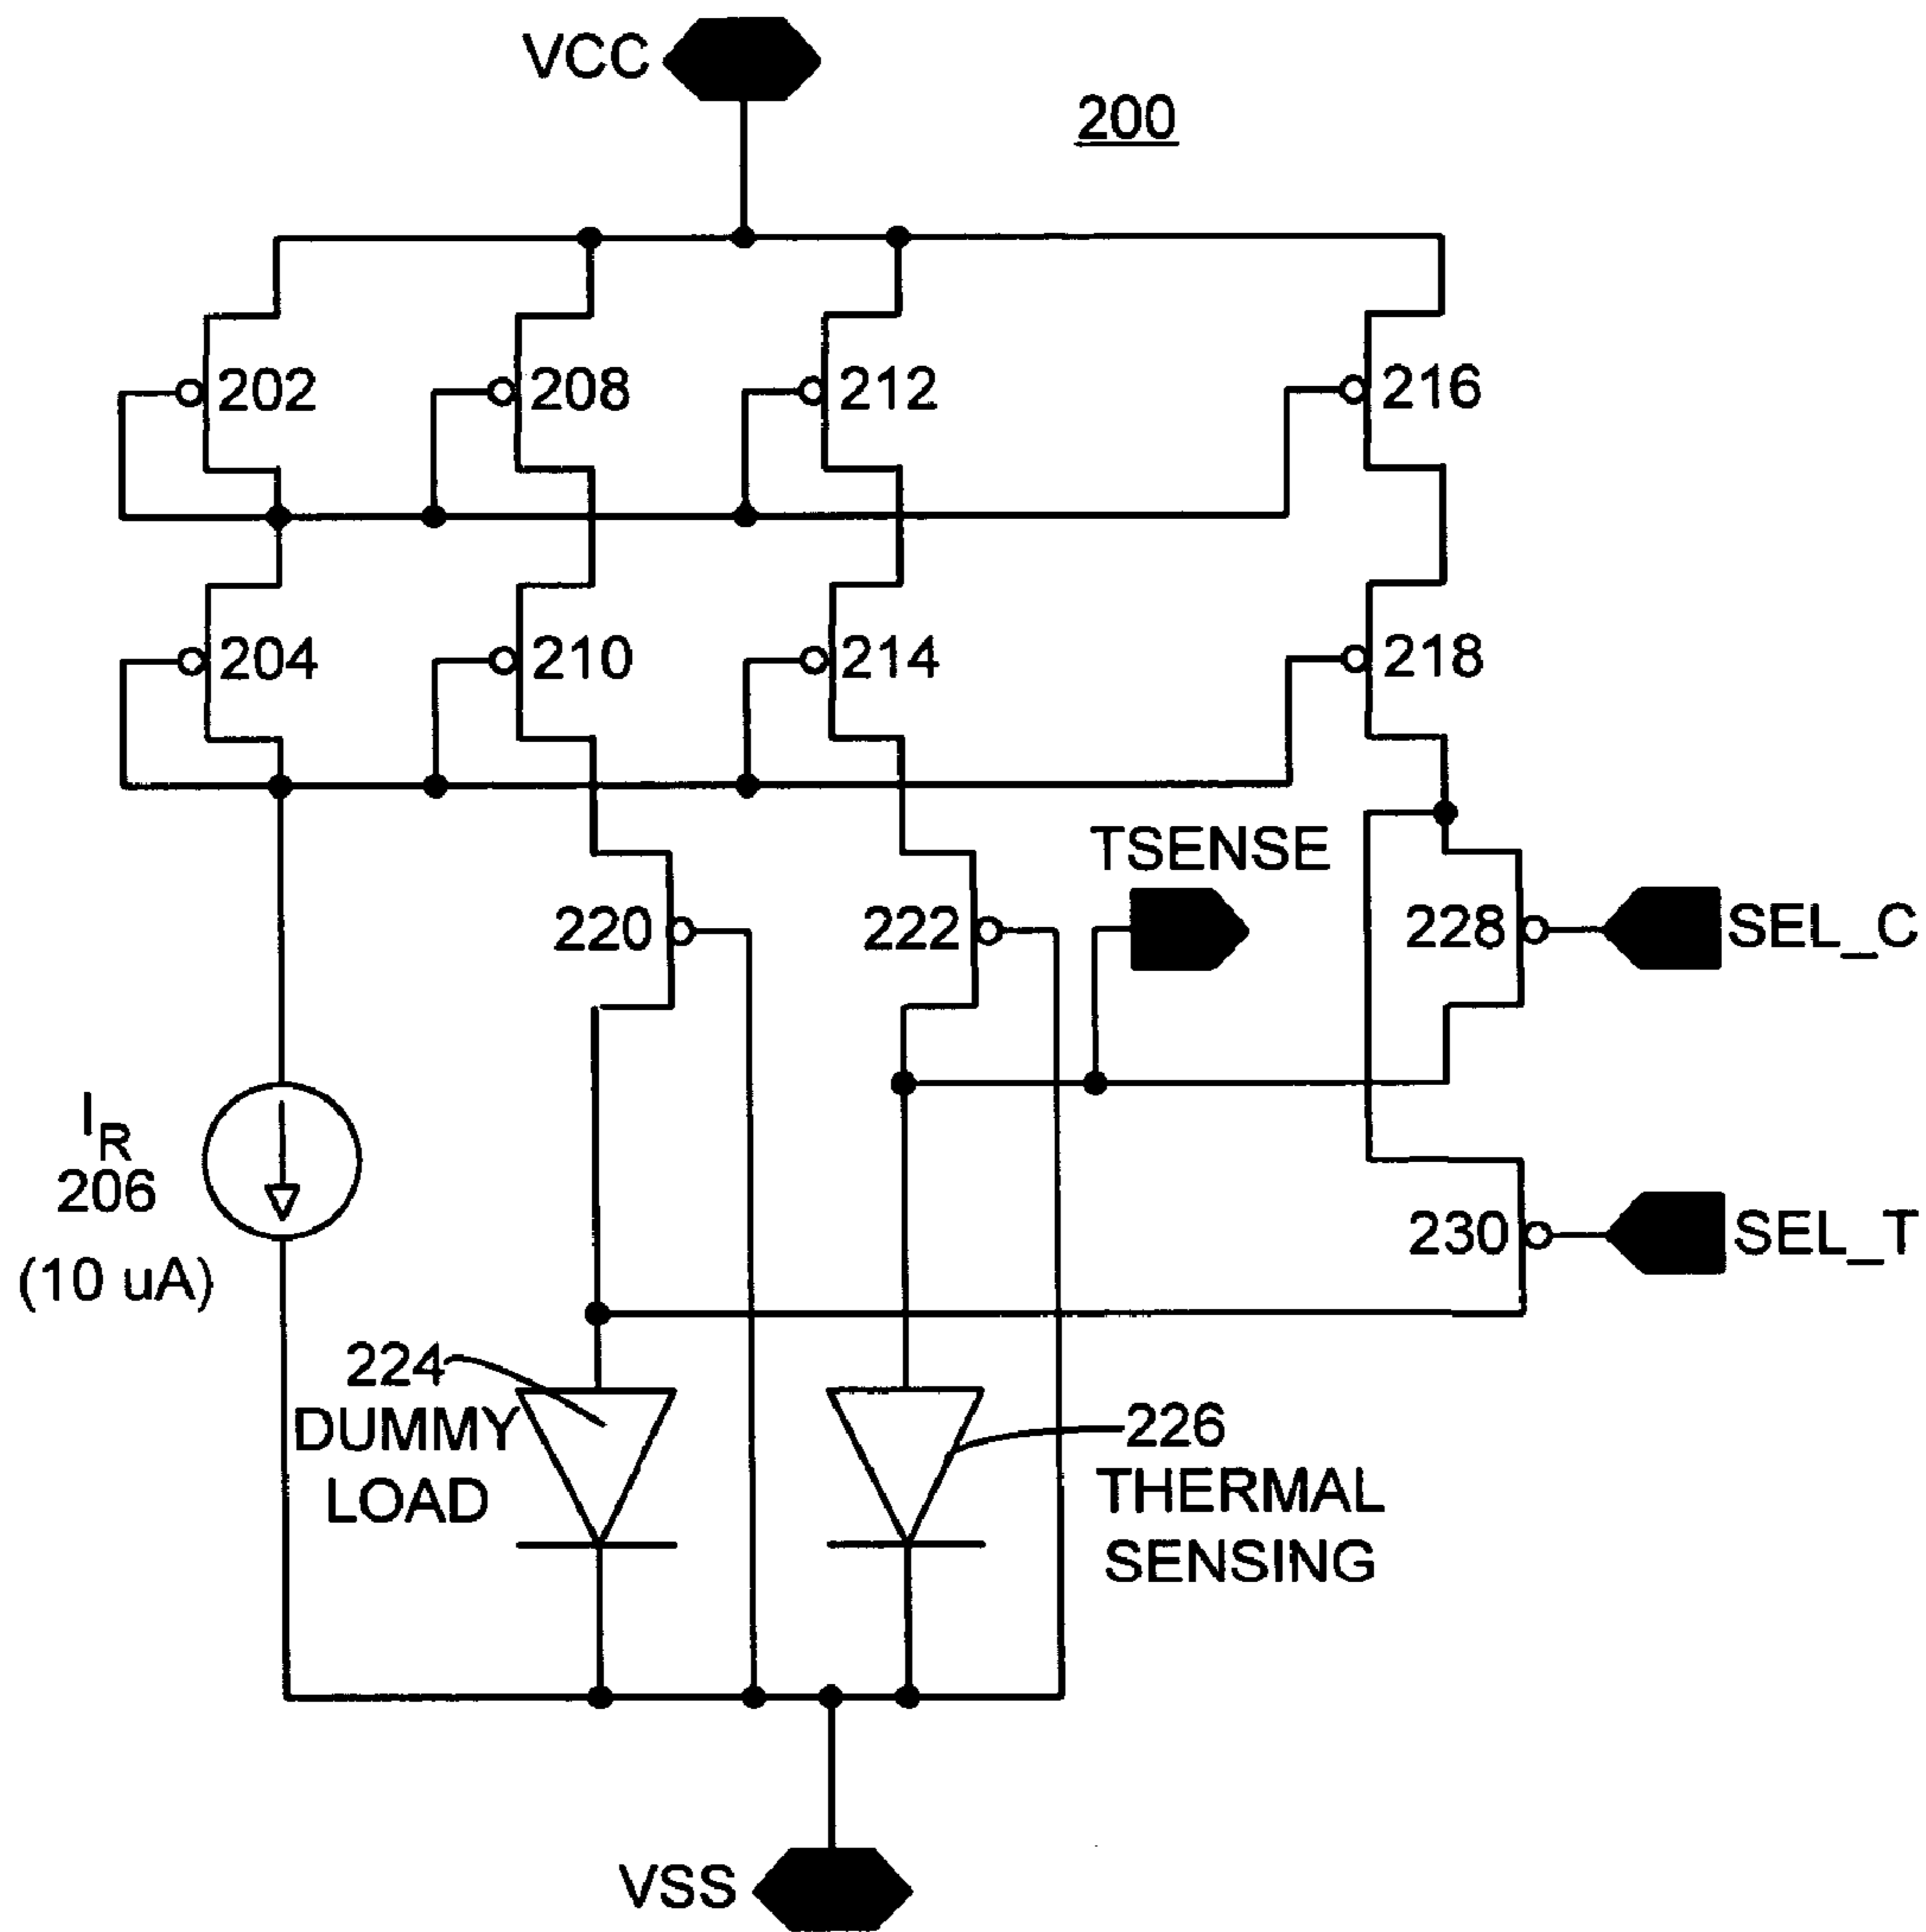 VCC
200
202
208
212
216
204
210
214
218
TSENSE
220
222
228
SEL_C
IR
206
(10 uA)
230
SEL_T
224
DUMMY
LOAD
226
THERMAL
SENSING
VSS